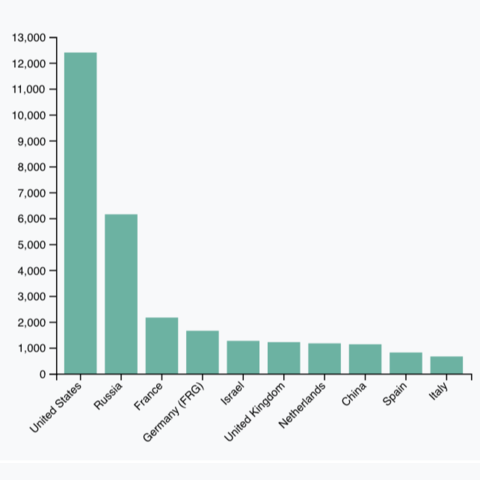 13,000
12,000
11,000
10,000
9,000
8,000
7,000
6,000
5,000
4,000
3,000
2,000
1,000
0
United States
Russia
France
Germany (FRG)
Israel
United Kingdom
Netherlands
China
Spain
Italy